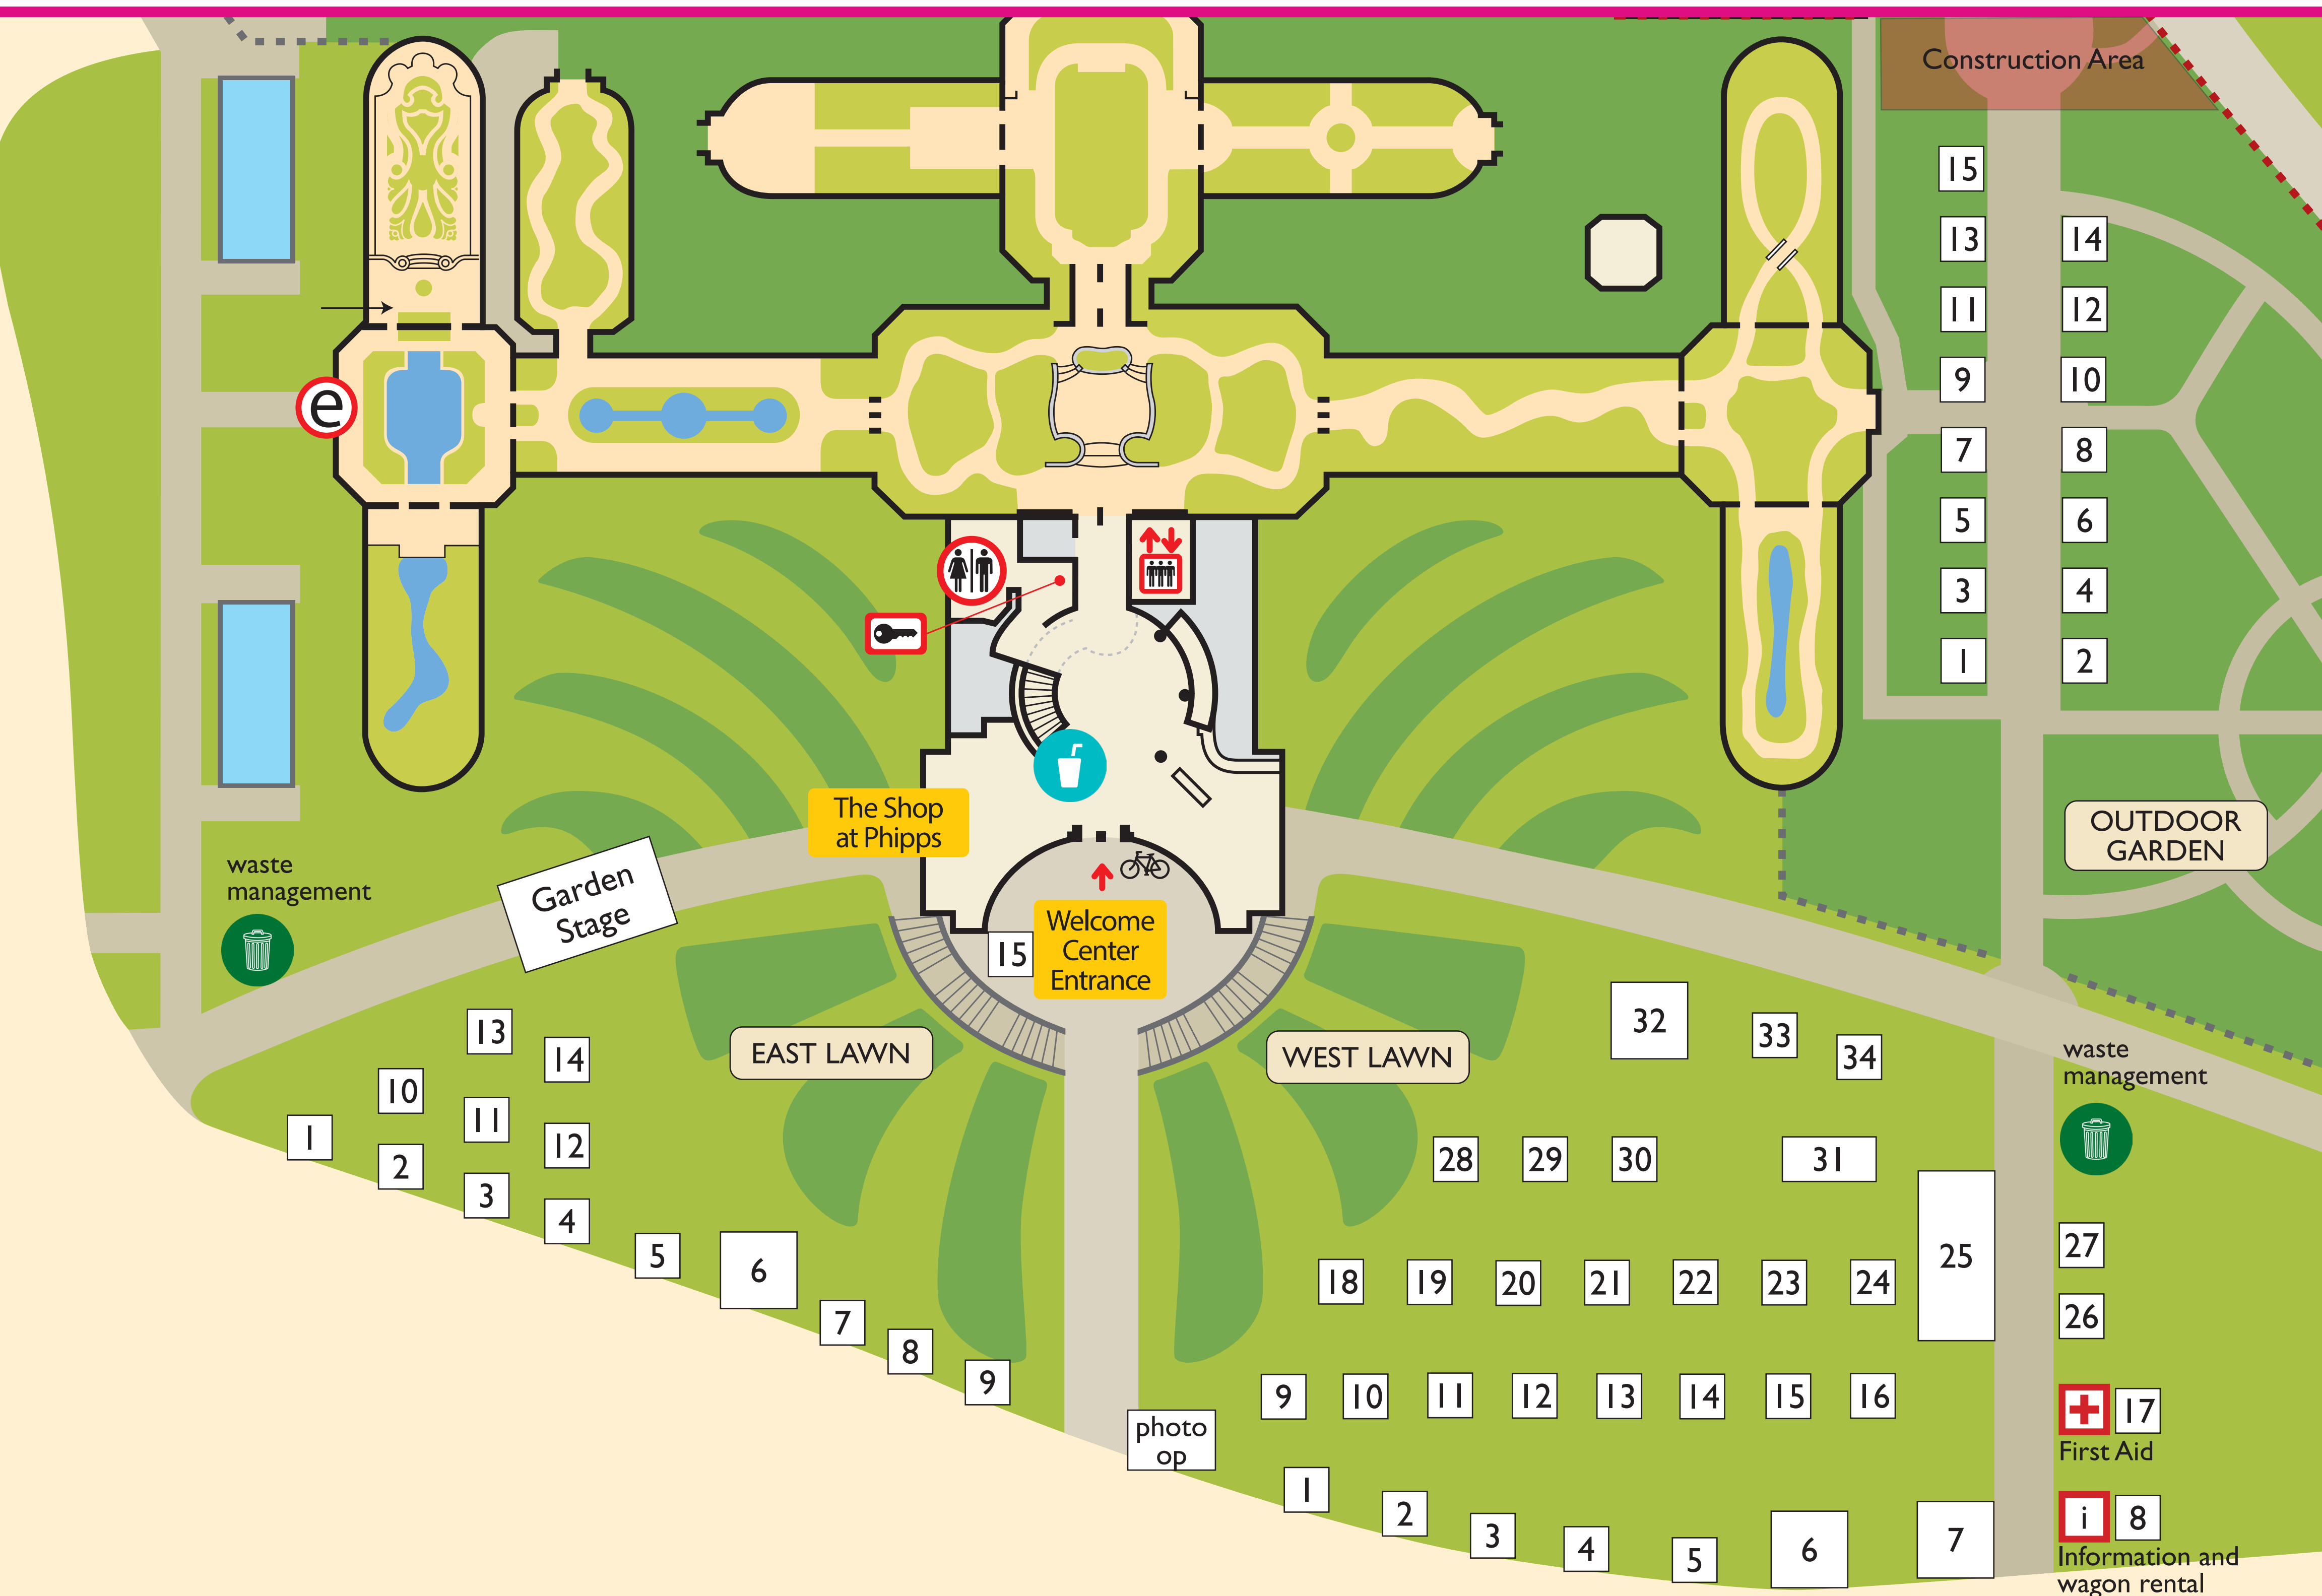 Construction Area
15
13
14
11
12
e
9
10
7
8
5
6
3
4
1
2
The Shop
at Phipps
OUTDOOR
GARDEN
waste
management
Garden
Stage
Welcome
Center
Entrance
15
EAST LAWN
WEST LAWN
13
14
10
11
12
1
2
3
4
5
6
7
8
9
32
33
34
waste
management
28
29
30
31
25
27
18
19
20
21
22
23
24
26
9
10
11
12
13
14
15
16
17
First Aid
photo
op
1
2
3
4
5
6
7
i
8
Information and
wagon rental